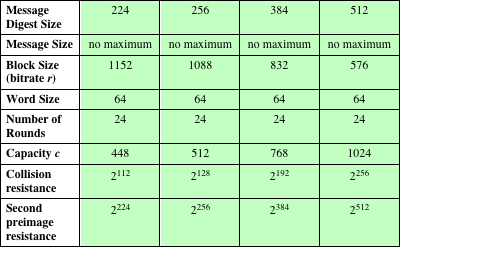 Message Digest Size 224 256 384 512
Message Size no maximum no maximum no maximum no maximum
Block Size (bitrate r) 1152 1088 832 576
Word Size 64 64 64 64
Number of Rounds 24 24 24 24
Capacity c 448 512 768 1024
Collision resistance 2^112 2^128 2^192 2^256
Second preimage resistance 2^224 2^256 2^384 2^512